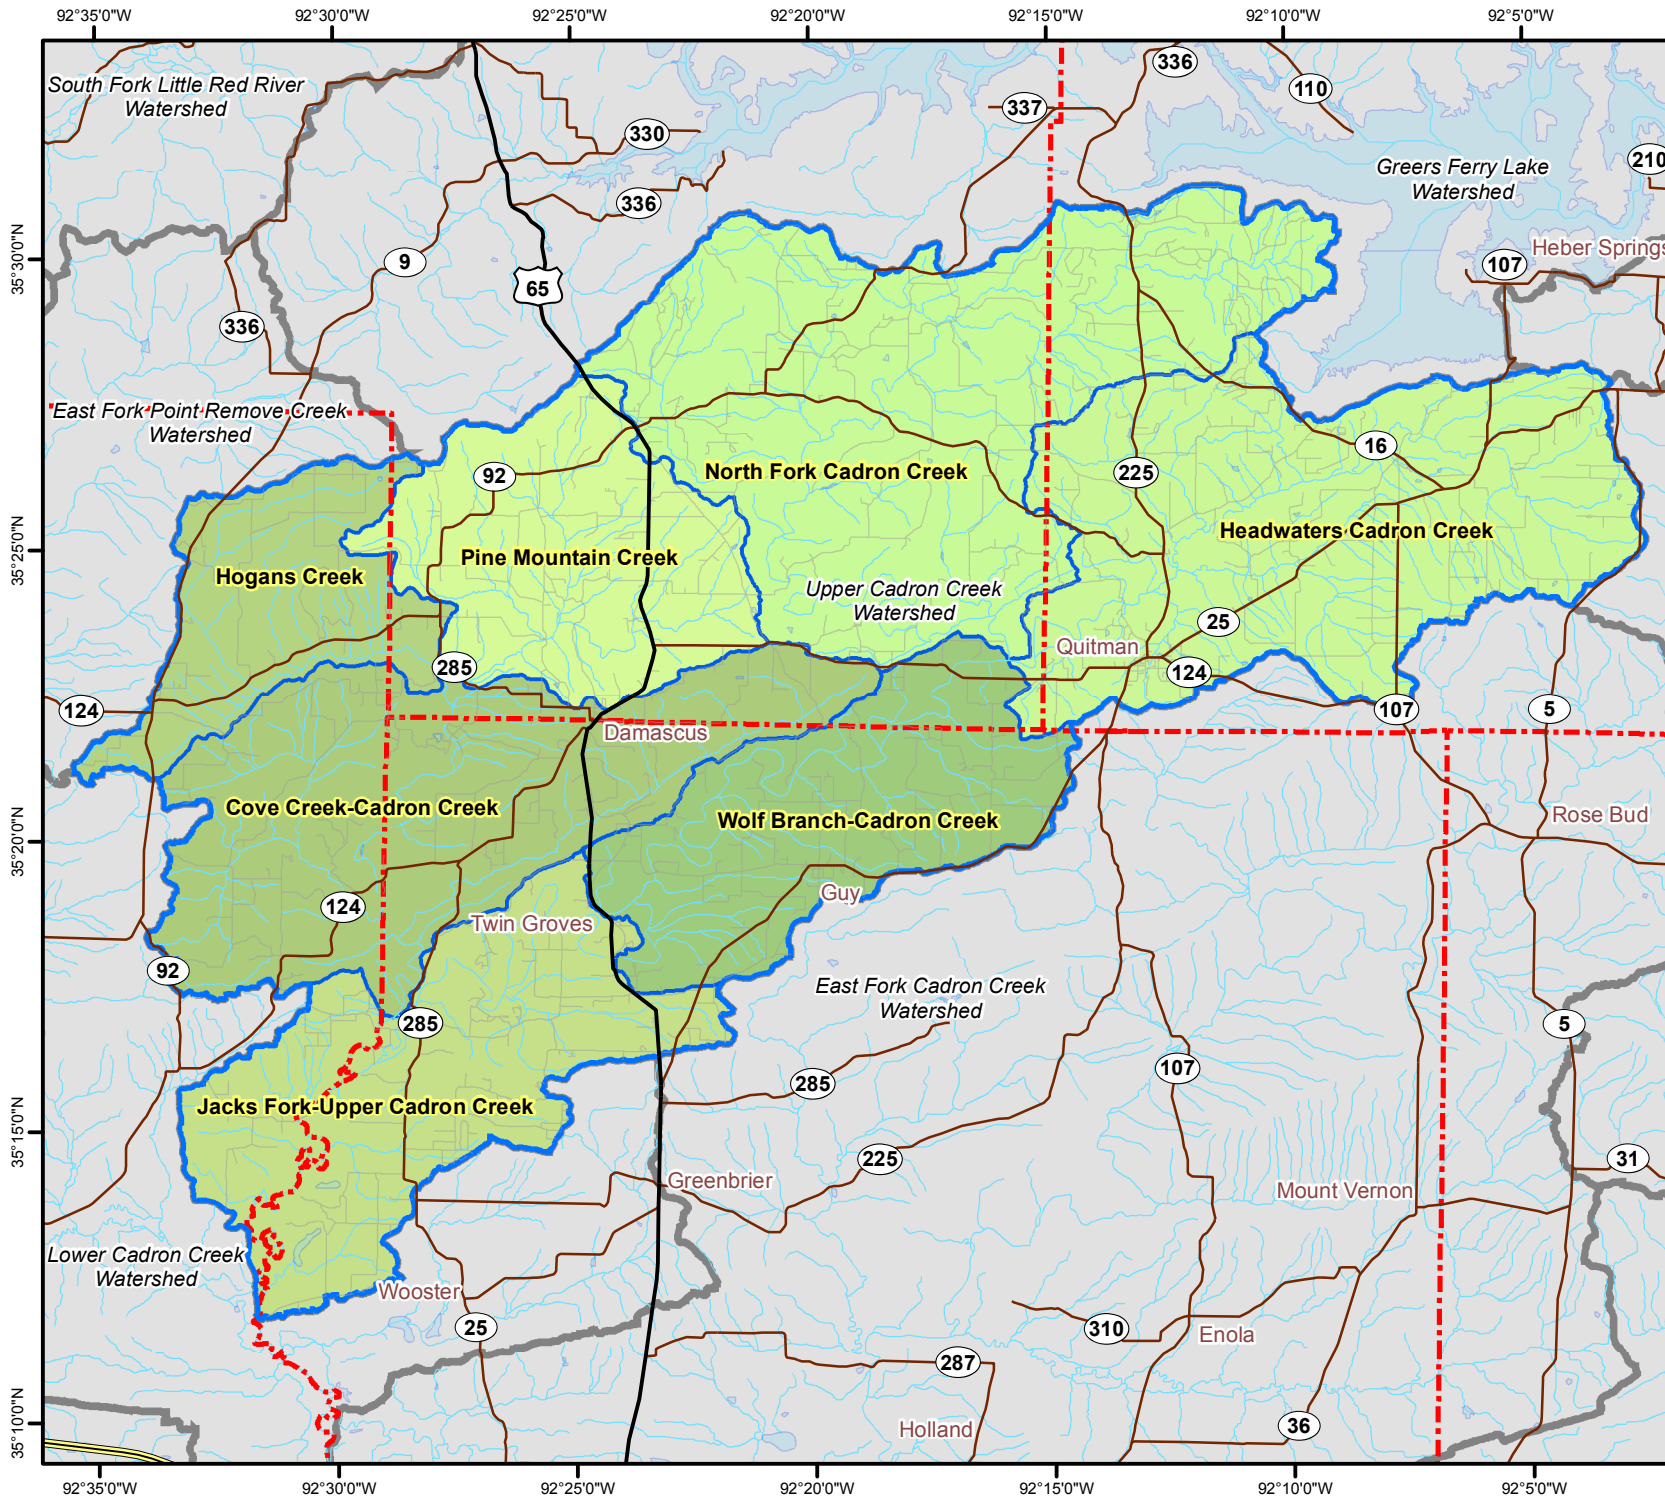 92°35'0"W
92°30'0"W
92°25'0"W
92°20'0"W
92°15'0"W
92°10'0"W
92°5'0"W
South Fork Little Red River
Watershed
336
110
337
330
210
Greers Ferry Lake
Watershed
336
35°30'0"N
9
Heber Springs
107
65
336
East Fork Point Remove Creek
Watershed
16
92
North Fork Cadron Creek
225
Headwaters Cadron Creek
35°25'0"N
Pine Mountain Creek
Hogans Creek
Upper Cadron Creek
Watershed
25
Quitman
285
124
124
107
5
Damascus
Cove Creek-Cadron Creek
Wolf Branch-Cadron Creek
Rose Bud
35°20'0"N
124
Guy
Twin Groves
92
East Fork Cadron Creek
Watershed
285
5
107
285
Jacks Fork-Upper Cadron Creek
35°15'0"N
225
31
Greenbrier
Mount Vernon
Lower Cadron Creek
Watershed
Wooster
25
310
Enola
287
35°10'0"N
Holland
36
92°35'0"W
92°30'0"W
92°25'0"W
92°20'0"W
92°15'0"W
92°10'0"W
92°5'0"W